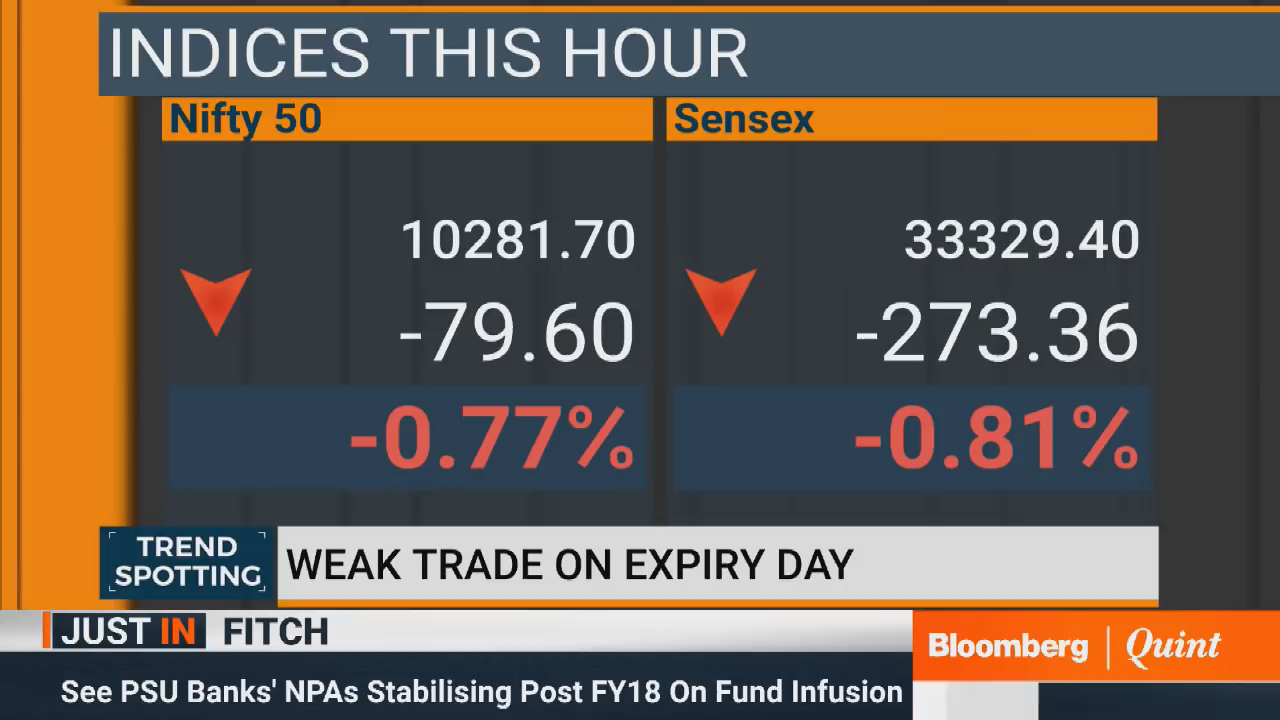 INDICES THIS HOUR
Nifty 50
10281.70
-79.60
-0.77%
Sensex
33329.40
-273.36
-0.81%
TREND
SPOTTING
WEAK TRADE ON EXPIRY DAY
JUST IN FITCH
See PSU Banks' NPAs Stabilising Post FY18 On Fund Infusion
Bloomberg | Quint